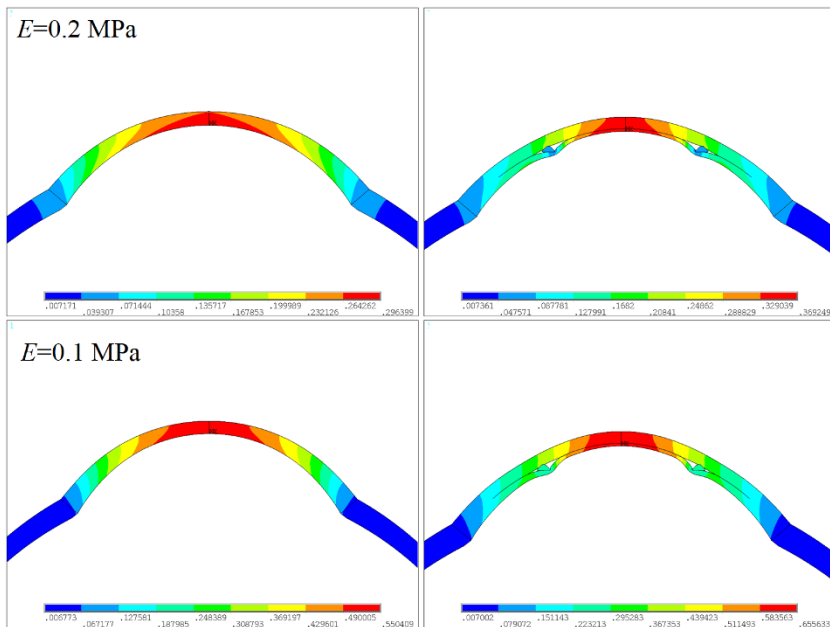 E=0.2 MPa
.007171 .071444 .135717 .199989 .264262
.039307 .10358 .167853 .232126 .296399
.007361 .087781 .1682 .24862 .329039
.047571 .127991 .20841 .288829 .369249
E=0.1 MPa
.006773 .127581 .248389 .369197 .490005
.067177 .187985 .308793 .429601 .550409
.007002 .151143 .295283 .439423 .583563
.079072 .223213 .367353 .511493 .655633